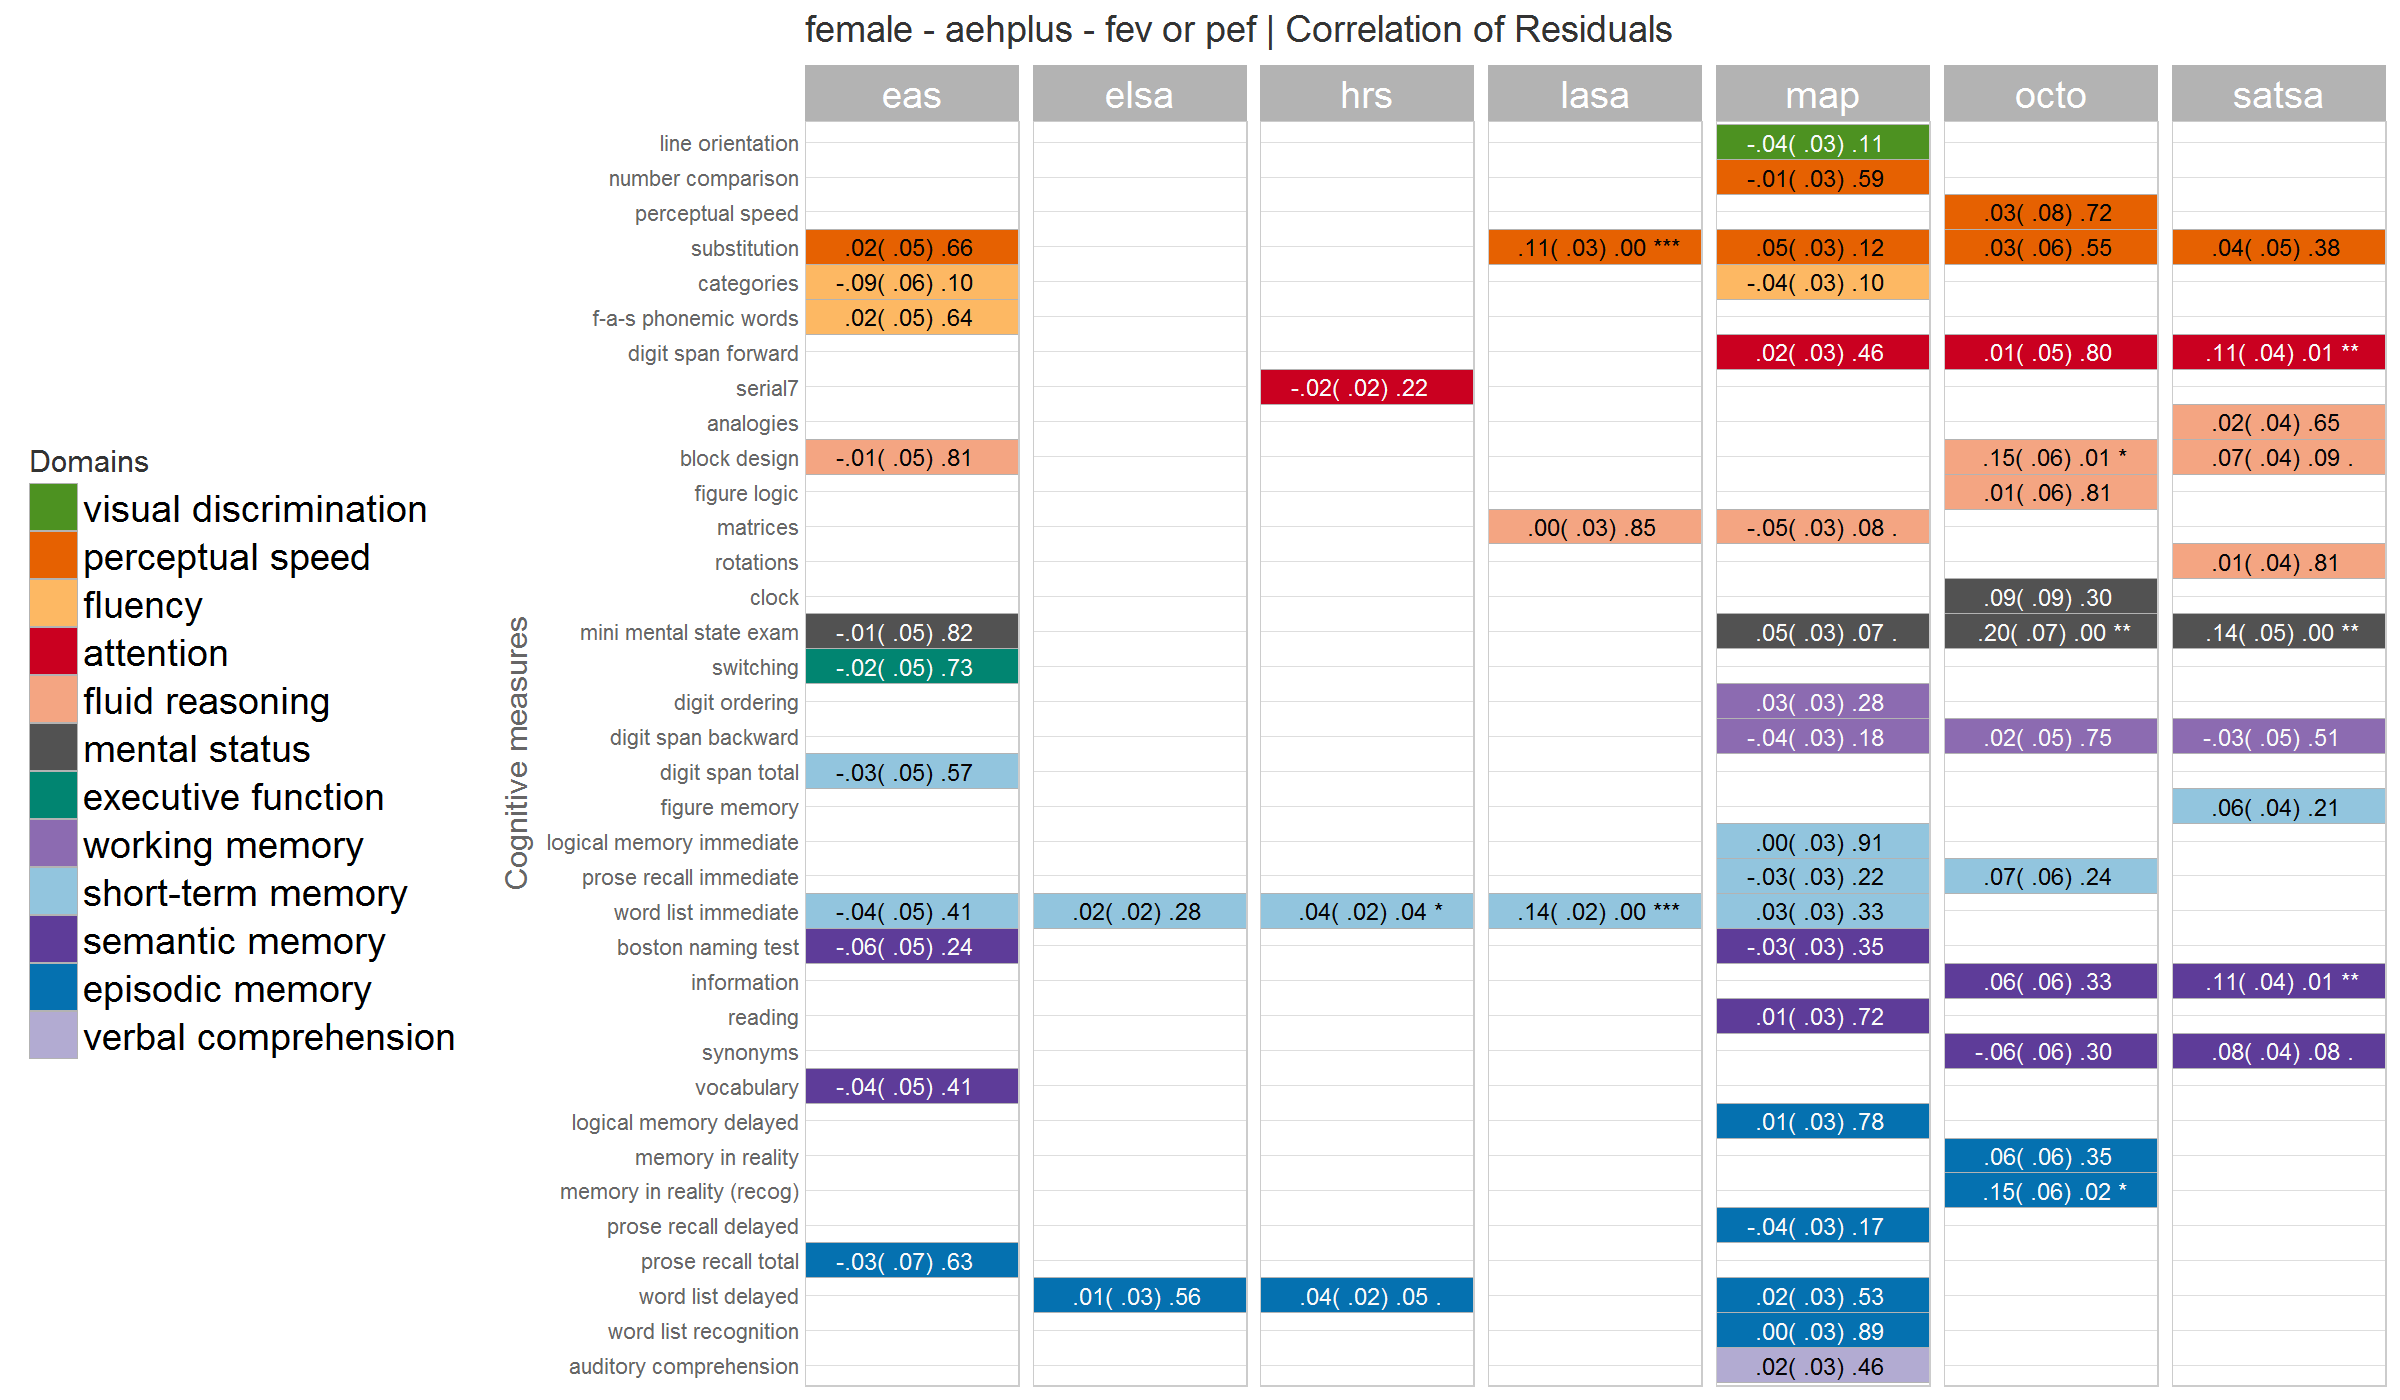 female - aehplus - fev or pef | Correlation of Residuals
eas elsa hrs lasa map octo satsa
line orientation -.04( .03) .11
number comparison -.01( .03) .59
perceptual speed .03( .08) .72
substitution .02( .05) .66 .11( .03) .00 *** .05( .03) .12 .03( .06) .55 .04( .05) .38
categories -.09( .06) .10 -.04( .03) .10
f-a-s phonemic words .02( .05) .64
digit span forward .02( .03) .46 .01( .05) .80 .11( .04) .01 **
serial7 -.02( .02) .22
analogies .02( .04) .65
block design -.01( .05) .81 .15( .06) .01 * .07( .04) .09 .
figure logic .01( .06) .81
matrices .00( .03) .85 -.05( .03) .08 .
rotations .01( .04) .81
clock .09( .09) .30
mini mental state exam -.01( .05) .82 .05( .03) .07 . .20( .07) .00 ** .14( .05) .00 **
switching -.02( .05) .73
digit ordering .03( .03) .28
digit span backward -.04( .03) .18 .02( .05) .75 -.03( .05) .51
digit span total -.03( .05) .57
figure memory .06( .04) .21
logical memory immediate .00( .03) .91
prose recall immediate -.03( .03) .22 .07( .06) .24
word list immediate -.04( .05) .41 .02( .02) .28 .04( .02) .04 * .14( .02) .00 *** .03( .03) .33
boston naming test -.06( .05) .24 -.03( .03) .35
information .06( .06) .33 .11( .04) .01 **
reading .01( .03) .72
synonyms -.06( .06) .30 .08( .04) .08 .
vocabulary -.04( .05) .41
logical memory delayed .01( .03) .78
memory in reality .06( .06) .35
memory in reality (recog) .15( .06) .02 *
prose recall delayed -.04( .03) .17
prose recall total -.03( .07) .63
word list delayed .01( .03) .56 .04( .02) .05 . .02( .03) .53
word list recognition .00( .03) .89
auditory comprehension .02( .03) .46
Cognitive measures
Domains
visual discrimination
perceptual speed
fluency
attention
fluid reasoning
mental status
executive function
working memory
short-term memory
semantic memory
episodic memory
verbal comprehension